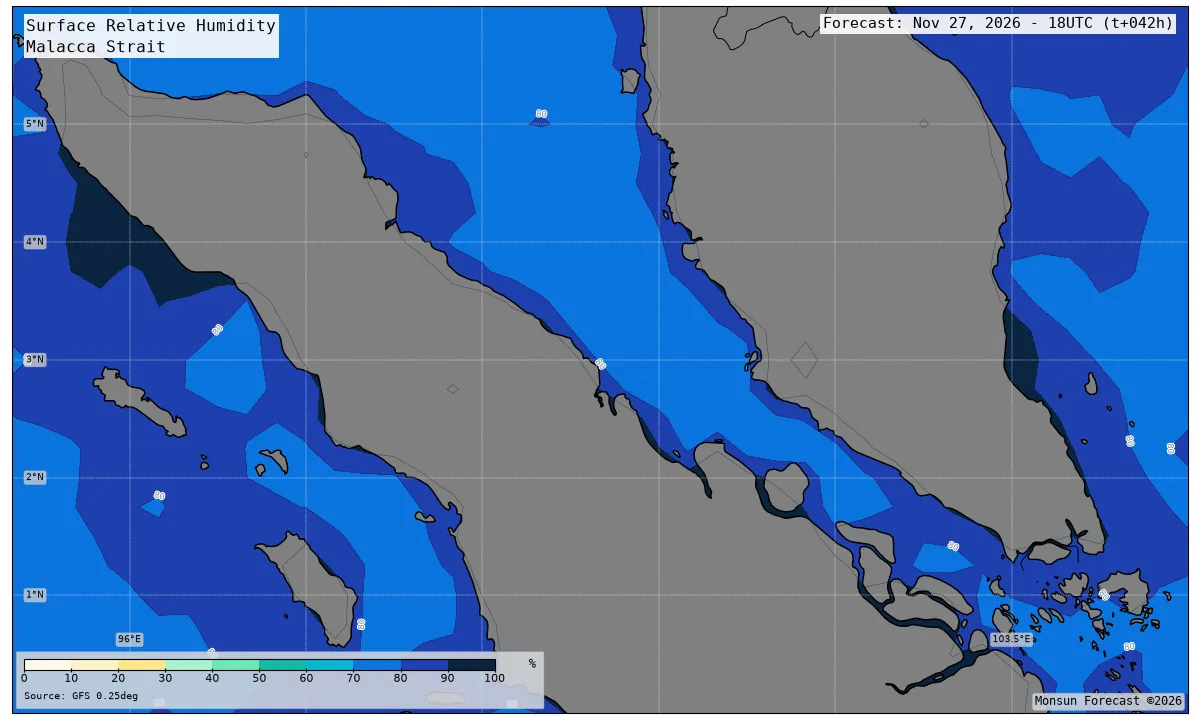 Surface Relative Humidity
Malacca Strait
Forecast: Nov 27, 2026 - 18UTC (t+042h)
80
5°N
4°N
80
3°N
80
80
80
2°N
80
80
1°N
80
80
96°E
103.5°E
80
%
0 10 20 30 40 50 60 70 80 90 100
Source: GFS 0.25deg
Monsun Forecast ©2026